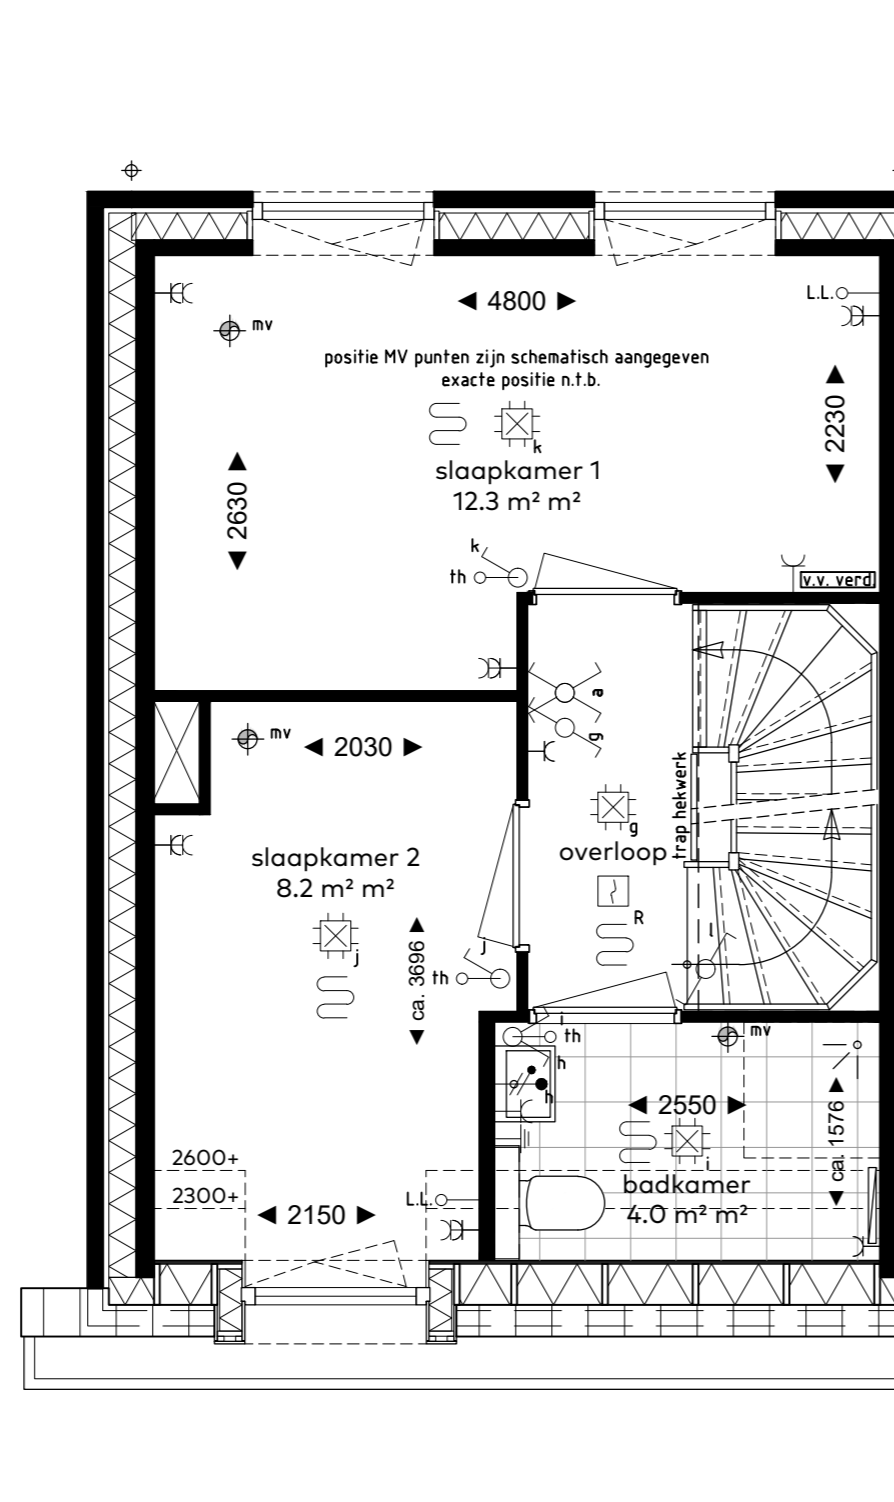 mv
4800
L.L.
positie MV punten zijn schematisch aangegeven
exacte positie n.t.b.
2230
2630
k
slaapkamer 1
12.3 m² m²
k
th
v.v. verd.
a
g
mv
2030
trap hekwerk
g
slaapkamer 2
8.2 m² m²
overloop
R
j
j
th
ca. 3696
l
i
th
mv
h
h
2550
ca. 1576
i
2600+
2300+
L.L.
2150
badkamer
4.0 m² m²